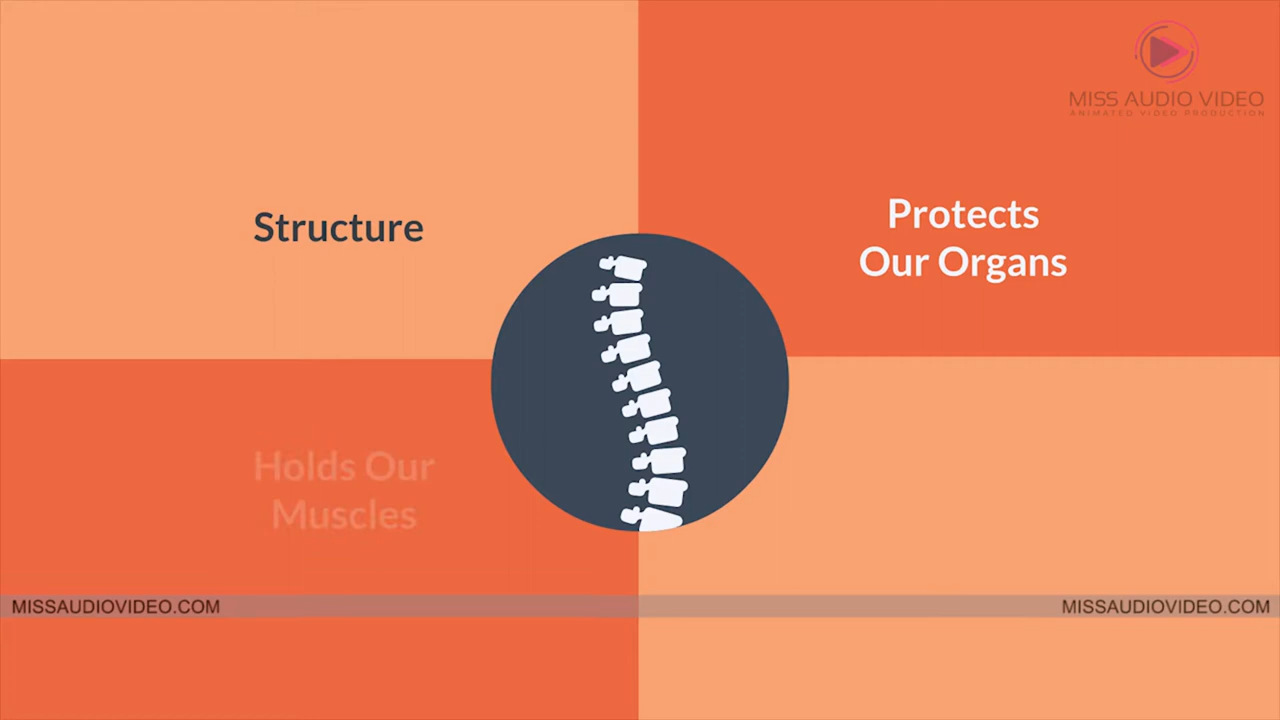 MISS AUDIO VIDEO
ANIMATED VIDEO PRODUCTION
Structure
Protects
Our Organs
Holds Our
Muscles
MISSAUDIOVIDEO.COM
MISSAUDIOVIDEO.COM